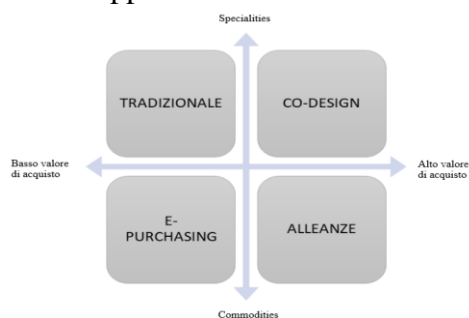 Specialities
TRADIZIONALE
CO-DESIGN
Basso valore
di acquisto
Alto valore
di acquisto
E-
PURCHASING
ALLEANZE
Commodities